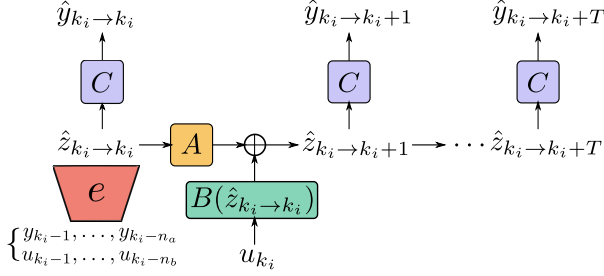 ŷ_{k_i→k_i} ŷ_{k_i→k_i+1} ŷ_{k_i→k_i+T}
C C C
ẑ_{k_i→k_i} A ẑ_{k_i→k_i+1} ⋯ ẑ_{k_i→k_i+T}
e B(ẑ_{k_i→k_i})
{y_{k_i−1}, …, y_{k_i−n_a}
u_{k_i−1}, …, u_{k_i−n_b} u_{k_i}